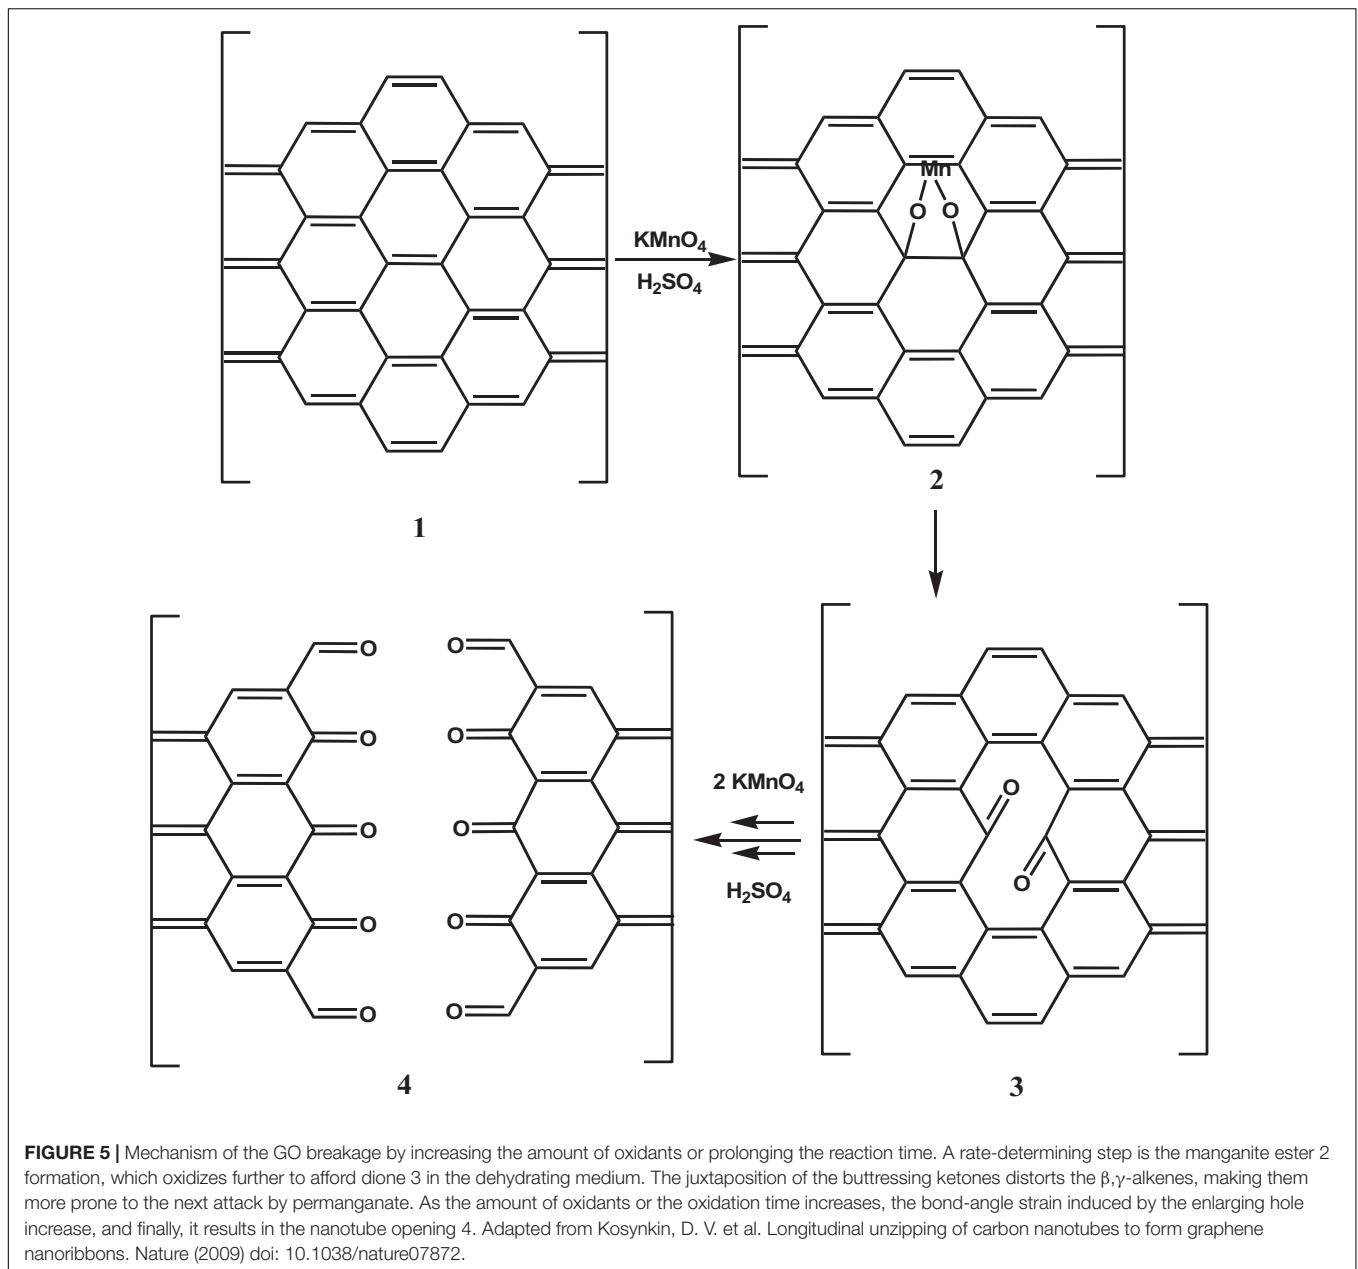 KMnO4
H2SO4
Mn
O O
1
2
O O
O O
O O
O O
O O
2 KMnO4
H2SO4
O
O
4
3
FIGURE 5 | Mechanism of the GO breakage by increasing the amount of oxidants or prolonging the reaction time. A rate-determining step is the manganite ester 2
formation, which oxidizes further to afford dione 3 in the dehydrating medium. The juxtaposition of the buttressing ketones distorts the β,γ-alkenes, making them
more prone to the next attack by permanganate. As the amount of oxidants or the oxidation time increases, the bond-angle strain induced by the enlarging hole
increase, and finally, it results in the nanotube opening 4. Adapted from Kosynkin, D. V. et al. Longitudinal unzipping of carbon nanotubes to form graphene
nanoribbons. Nature (2009) doi: 10.1038/nature07872.